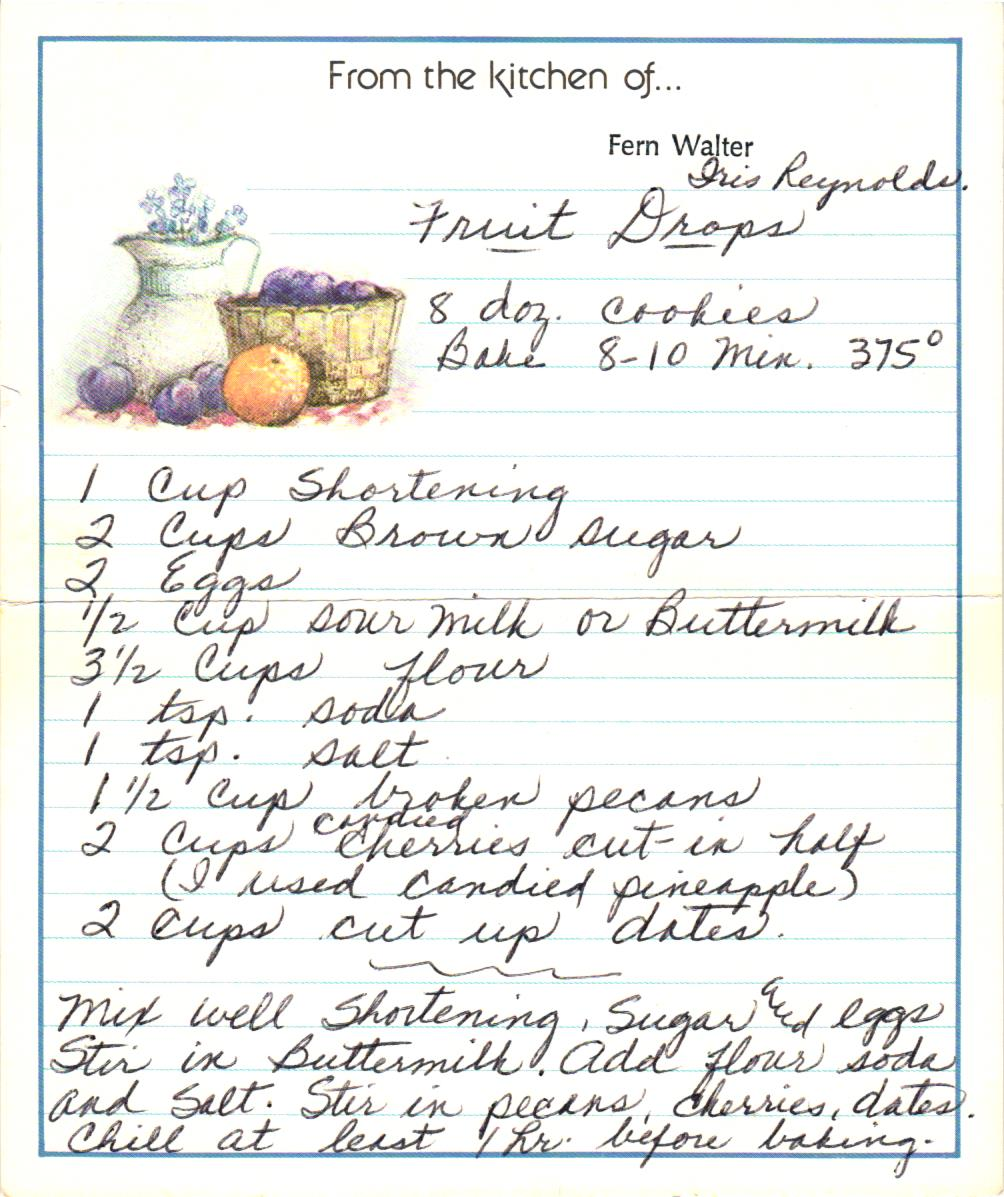 From the kitchen of...
Fern Walter
Iris Reynolds.
Fruit Drops
8 doz. cookies
Bake 8-10 Min. 375°
1 Cup Shortening
2 Cups Brown sugar
2 Eggs
1/2 Cup sour milk or Buttermilk
3 1/2 Cups flour
1 tsp. soda
1 tsp. salt
1 1/2 Cup broken pecans
2 Cups candied cherries cut in half
(I used candied pineapple)
2 Cups cut up dates.
Mix well Shortening, Sugar and eggs
Stir in Buttermilk. Add flour soda
and Salt. Stir in pecans, cherries, dates.
Chill at least 1 hr. before baking.